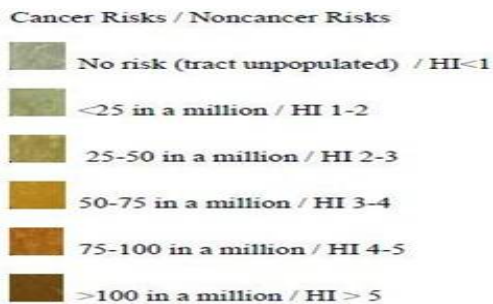 Cancer Risks / Noncancer Risks
No risk (tract unpopulated) / HI<1
<25 in a million / HI 1-2
25-50 in a million / HI 2-3
50-75 in a million / HI 3-4
75-100 in a million / HI 4-5
>100 in a million / HI > 5